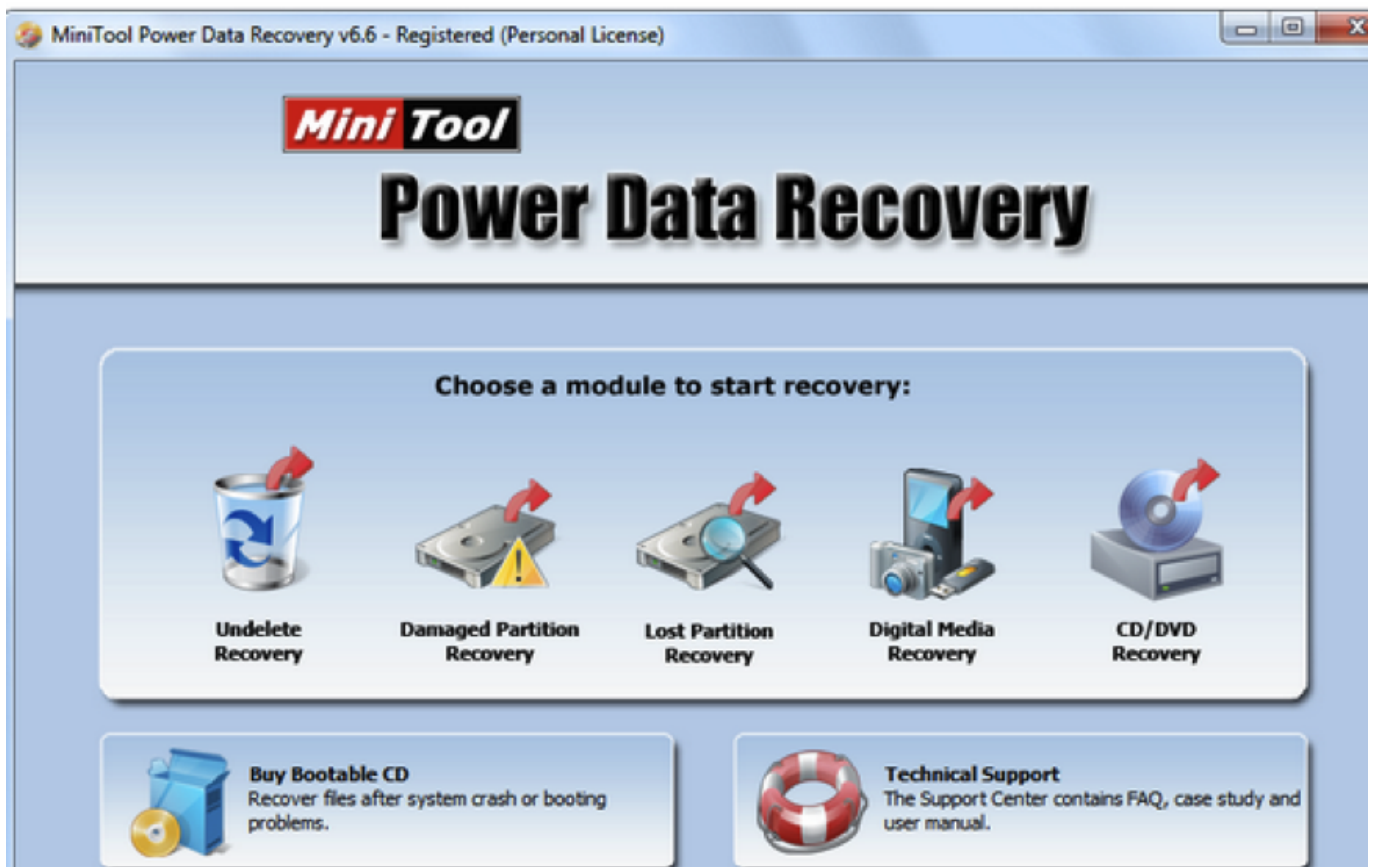 MiniTool Power Data Recovery v6.6 - Registered (Personal License)
Mini Tool
Power Data Recovery
Choose a module to start recovery:
Undelete
Recovery
Damaged Partition
Recovery
Lost Partition
Recovery
Digital Media
Recovery
CD/DVD
Recovery
Buy Bootable CD
Recover files after system crash or booting
problems.
Technical Support
The Support Center contains FAQ, case study and
user manual.